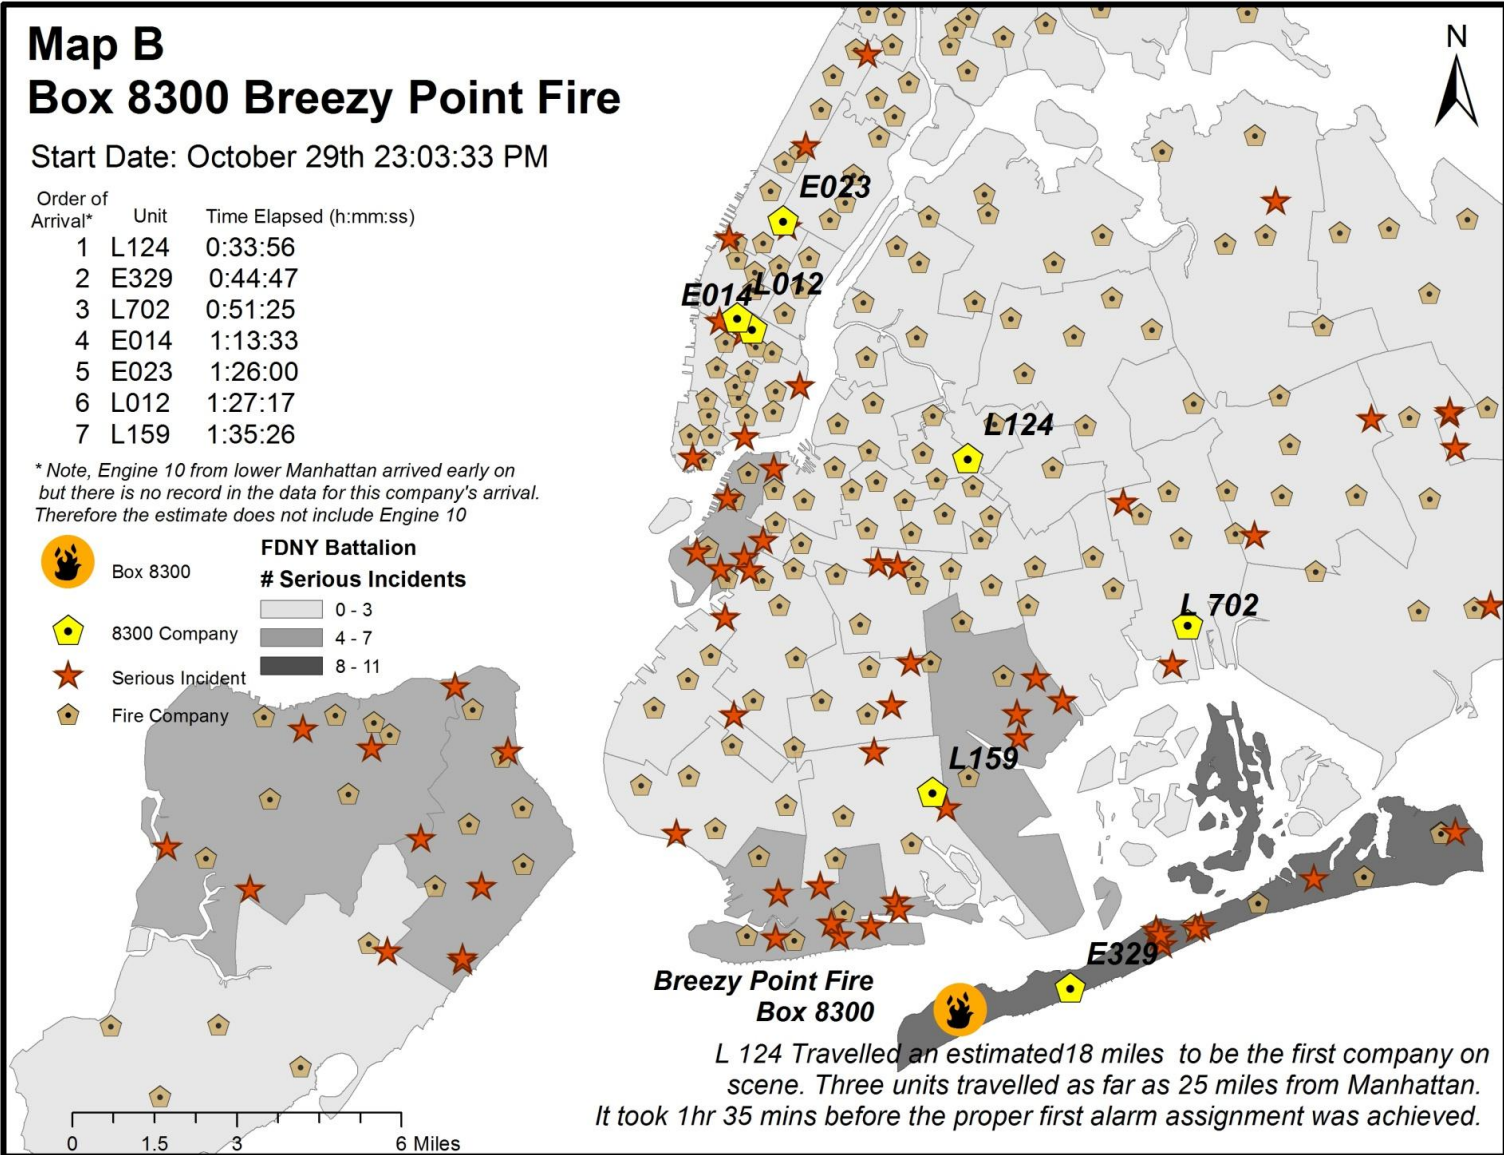 Map B
Box 8300 Breezy Point Fire
Start Date: October 29th 23:03:33 PM
Order of
Arrival* Unit Time Elapsed (h:mm:ss)
1 L124 0:33:56
2 E329 0:44:47
3 L702 0:51:25
4 E014 1:13:33
5 E023 1:26:00
6 L012 1:27:17
7 L159 1:35:26
* Note, Engine 10 from lower Manhattan arrived early on
but there is no record in the data for this company's arrival.
Therefore the estimate does not include Engine 10
Box 8300
8300 Company
Serious Incident
Fire Company
FDNY Battalion
# Serious Incidents
0 - 3
4 - 7
8 - 11
N
E023
L012
E014
L124
L 702
L159
E329
Breezy Point Fire
Box 8300
L 124 Travelled an estimated18 miles to be the first company on
scene. Three units travelled as far as 25 miles from Manhattan.
It took 1hr 35 mins before the proper first alarm assignment was achieved.
0 1.5 3 6 Miles